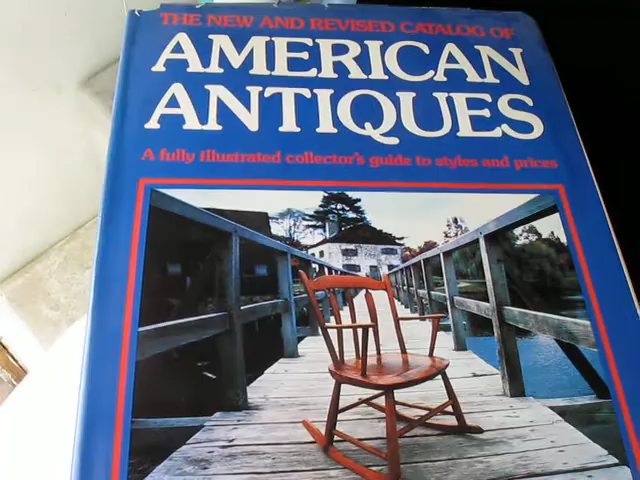 THE NEW AND REVISED CATALOG OF
AMERICAN
ANTIQUES
A fully illustrated collector's guide to styles and prices